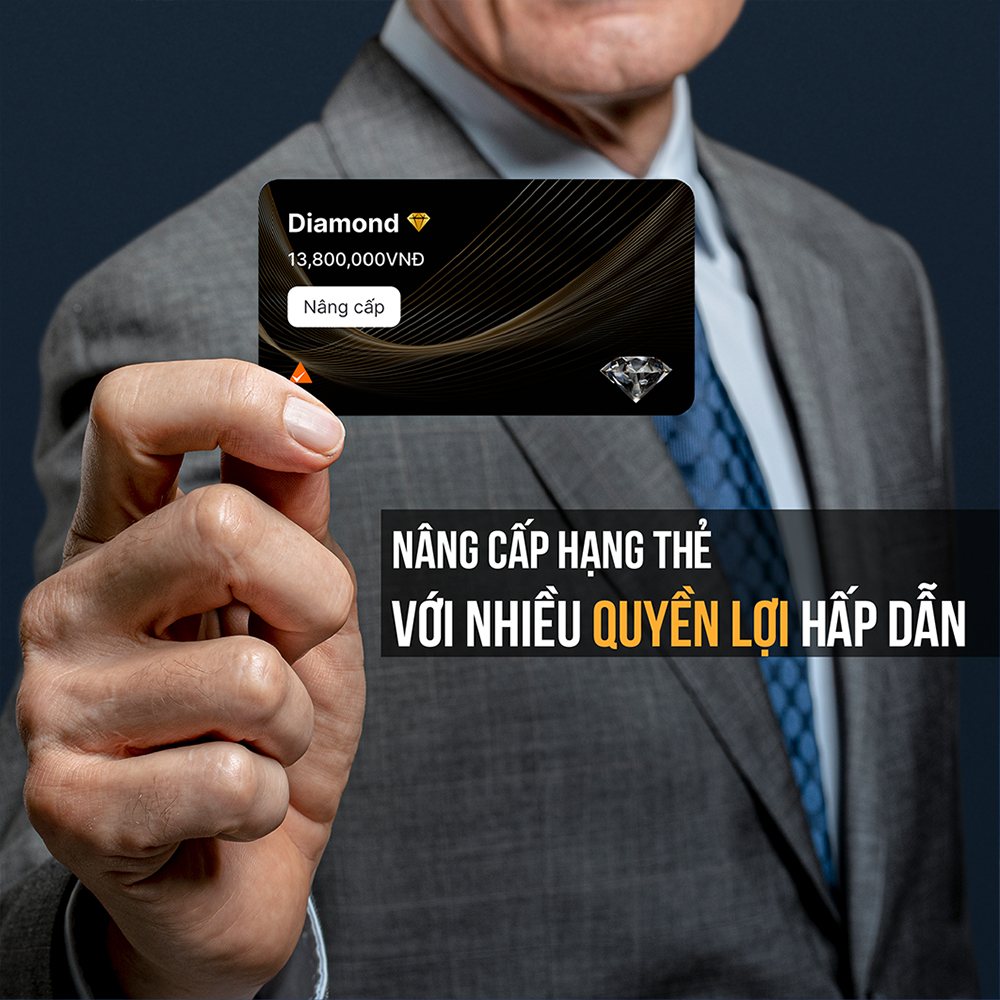 Diamond
13,800,000VNĐ
Nâng cấp
NÂNG CẤP HẠNG THẺ
VỚI NHIỀU QUYỀN LỢI HẤP DẪN